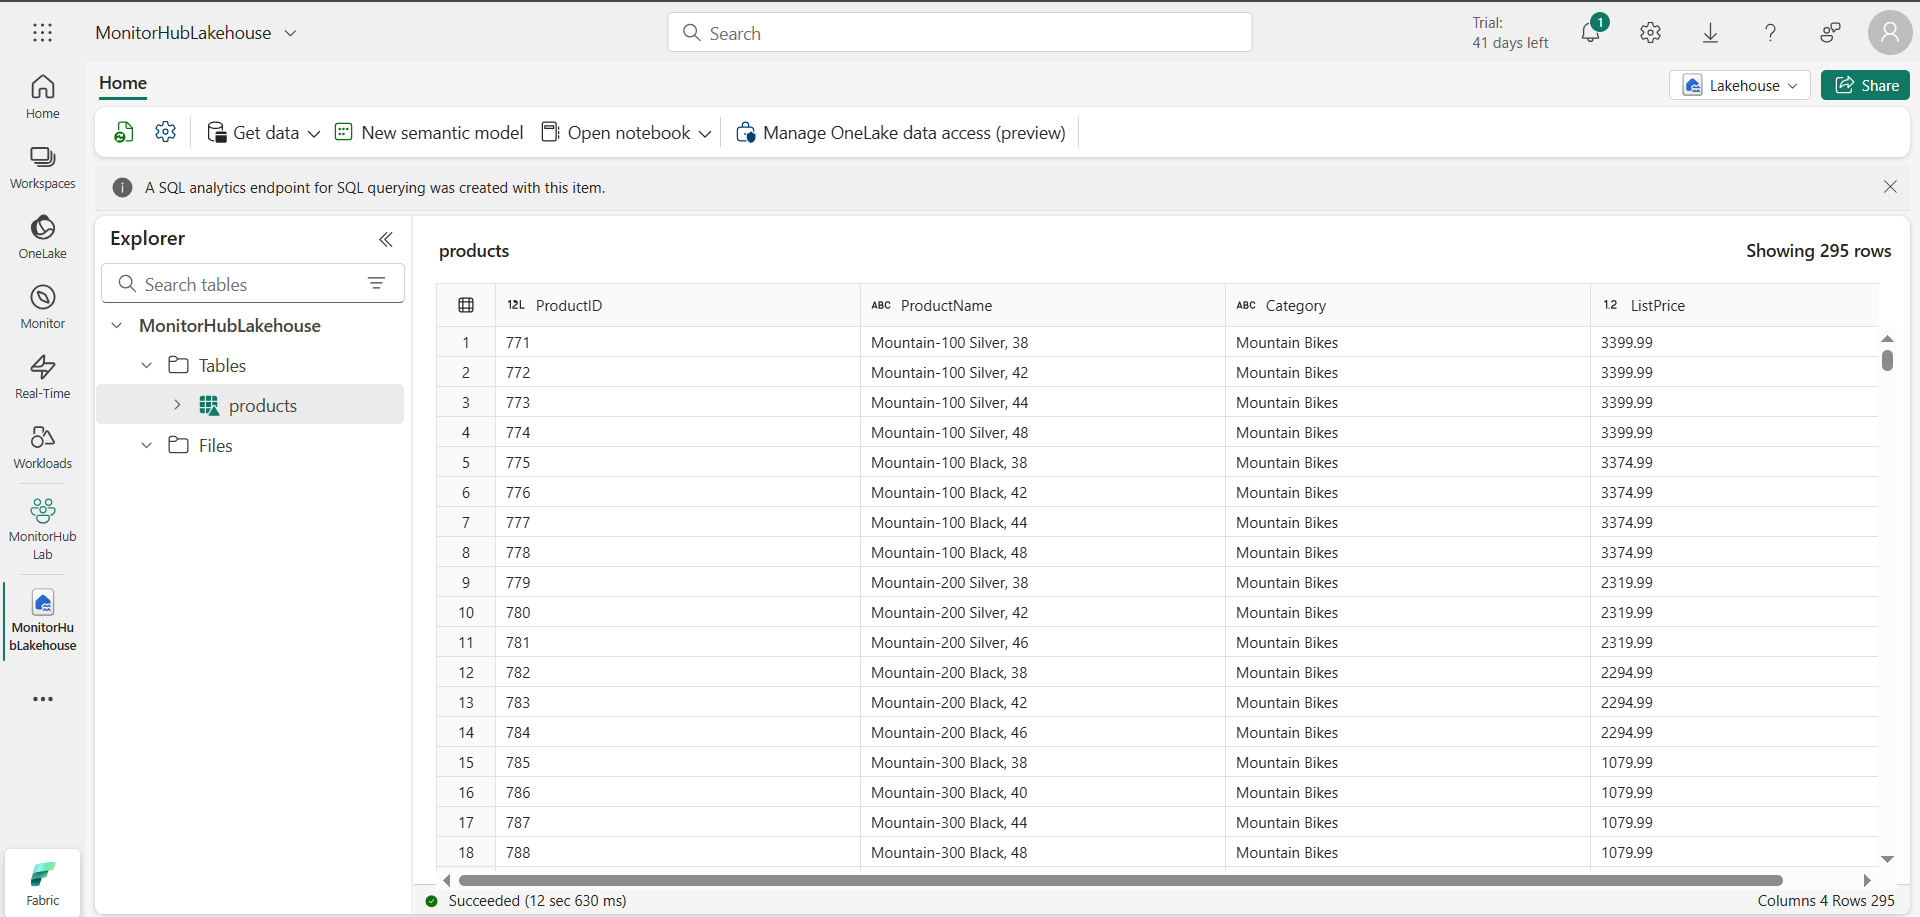 MonitorHubLakehouse
Search
Trial:
41 days left
1
Home
Lakehouse
Share
Get data
New semantic model
Open notebook
Manage OneLake data access (preview)
A SQL analytics endpoint for SQL querying was created with this item.
Home
Workspaces
OneLake
Monitor
Real-Time
Workloads
MonitorHub
Lab
MonitorHu
bLakehouse
Fabric
Explorer
Search tables
MonitorHubLakehouse
Tables
products
Files
products
Showing 295 rows
12L ProductID ABC ProductName ABC Category 1.2 ListPrice
1 771 Mountain-100 Silver, 38 Mountain Bikes 3399.99
2 772 Mountain-100 Silver, 42 Mountain Bikes 3399.99
3 773 Mountain-100 Silver, 44 Mountain Bikes 3399.99
4 774 Mountain-100 Silver, 48 Mountain Bikes 3399.99
5 775 Mountain-100 Black, 38 Mountain Bikes 3374.99
6 776 Mountain-100 Black, 42 Mountain Bikes 3374.99
7 777 Mountain-100 Black, 44 Mountain Bikes 3374.99
8 778 Mountain-100 Black, 48 Mountain Bikes 3374.99
9 779 Mountain-200 Silver, 38 Mountain Bikes 2319.99
10 780 Mountain-200 Silver, 42 Mountain Bikes 2319.99
11 781 Mountain-200 Silver, 46 Mountain Bikes 2319.99
12 782 Mountain-200 Black, 38 Mountain Bikes 2294.99
13 783 Mountain-200 Black, 42 Mountain Bikes 2294.99
14 784 Mountain-200 Black, 46 Mountain Bikes 2294.99
15 785 Mountain-300 Black, 38 Mountain Bikes 1079.99
16 786 Mountain-300 Black, 40 Mountain Bikes 1079.99
17 787 Mountain-300 Black, 44 Mountain Bikes 1079.99
18 788 Mountain-300 Black, 48 Mountain Bikes 1079.99
Succeeded (12 sec 630 ms)
Columns 4 Rows 295